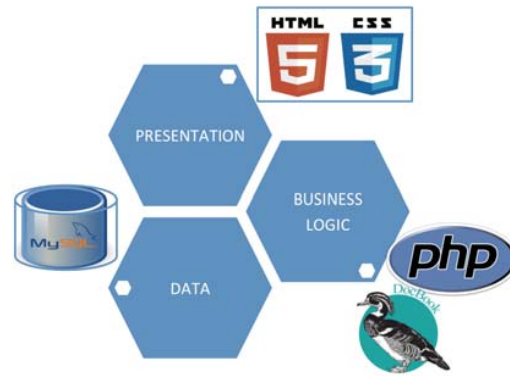 HTML CSS
5 3
PRESENTATION
BUSINESS
LOGIC
MySQL
php
DATA
DocBook